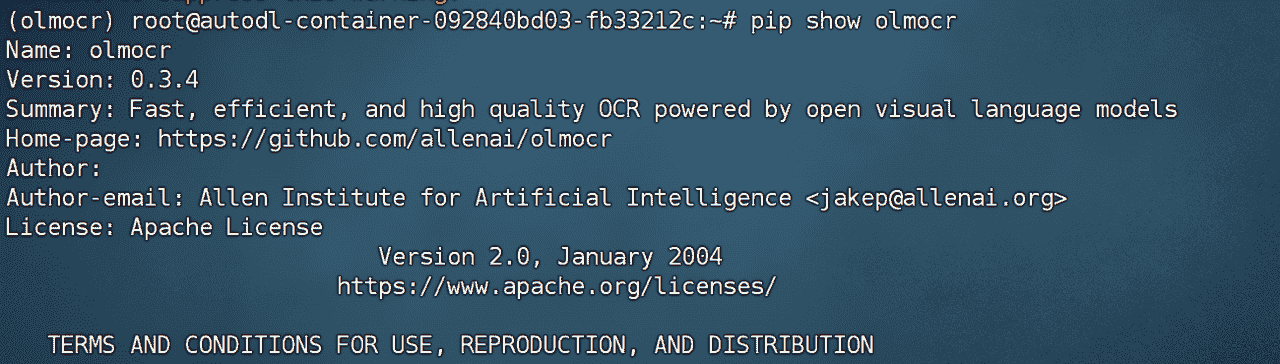 (olmocr) root@autodl-container-092840bd03-fb33212c:~# pip show olmocr
Name: olmocr
Version: 0.3.4
Summary: Fast, efficient, and high quality OCR powered by open visual language models
Home-page: https://github.com/allenai/olmocr
Author:
Author-email: Allen Institute for Artificial Intelligence <jakep@allenai.org>
License: Apache License
Version 2.0, January 2004
https://www.apache.org/licenses/
TERMS AND CONDITIONS FOR USE, REPRODUCTION, AND DISTRIBUTION